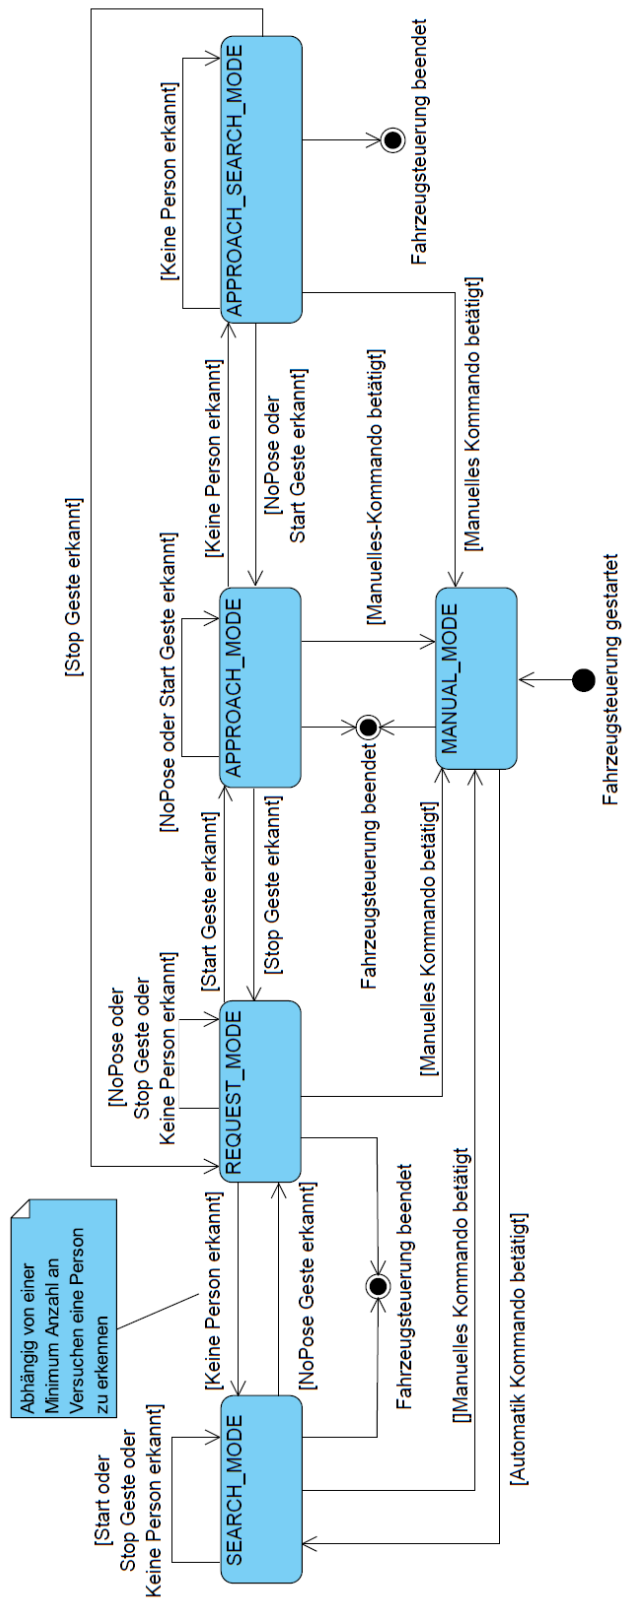 [Stop Geste erkannt]
Abhängig von einer
Minimum Anzahl an
Versuchen eine Person
zu erkennen
[Start oder
Stop Geste oder
Keine Person erkannt]
SEARCH_MODE
[Keine Person erkannt]
[NoPose Geste erkannt]
[NoPose oder
Stop Geste oder
Keine Person erkannt]
REQUEST_MODE
[Start Geste erkannt]
[Stop Geste erkannt]
[NoPose oder Start Geste erkannt]
APPROACH_MODE
[Keine Person erkannt]
[NoPose oder
Start Geste erkannt]
[Keine Person erkannt]
APPROACH_SEARCH_MODE
Fahrzeugsteuerung beendet
Fahrzeugsteuerung beendet
[Manuelles-Kommando betätigt]
Fahrzeugsteuerung beendet
[]Manuelles Kommando betätigt
[Manuelles Kommando betätigt]
MANUAL_MODE
[Manuelles Kommando betätigt]
[Automatik Kommando betätigt]
Fahrzeugsteuerung gestartet